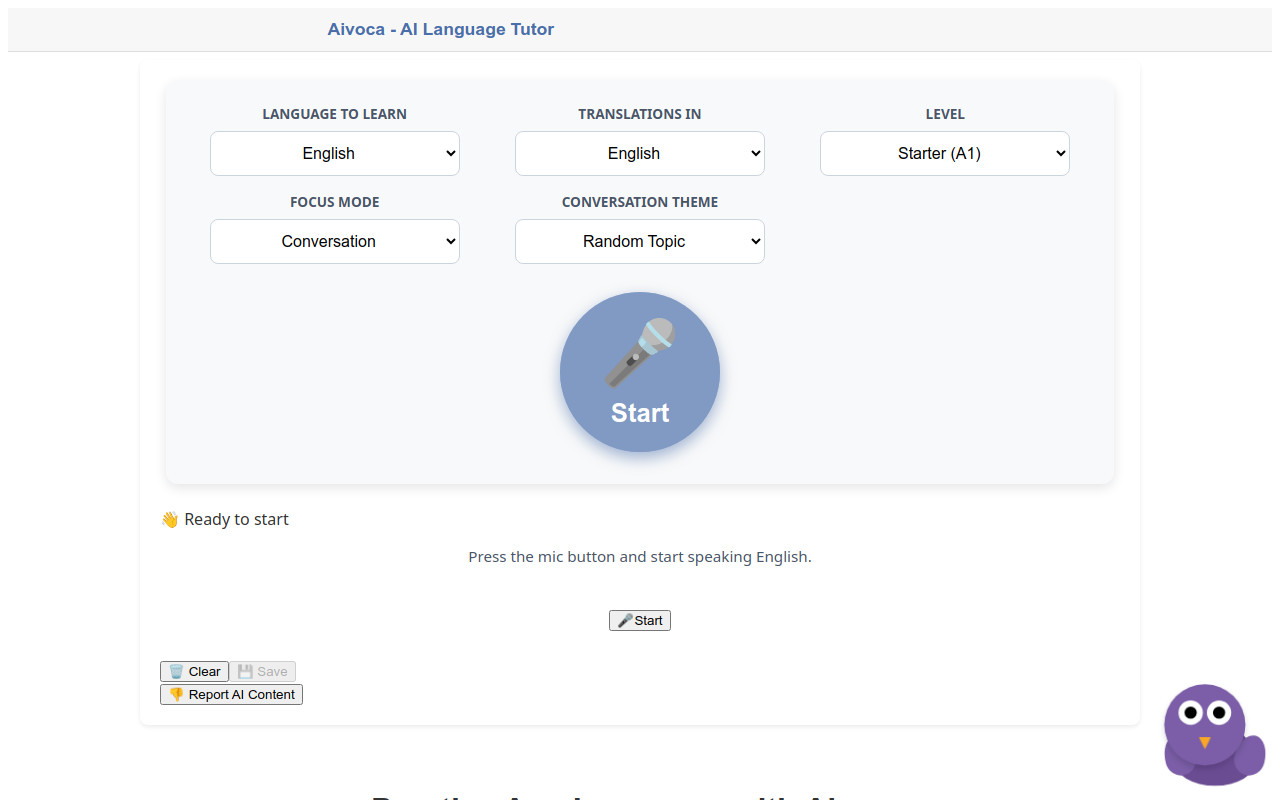 Aivoca - AI Language Tutor
LANGUAGE TO LEARN
TRANSLATIONS IN
LEVEL
English
English
Starter (A1)
FOCUS MODE
CONVERSATION THEME
Conversation
Random Topic
Start
👋 Ready to start
Press the mic button and start speaking English.
🎤Start
🗑️ Clear
💾 Save
👎 Report AI Content